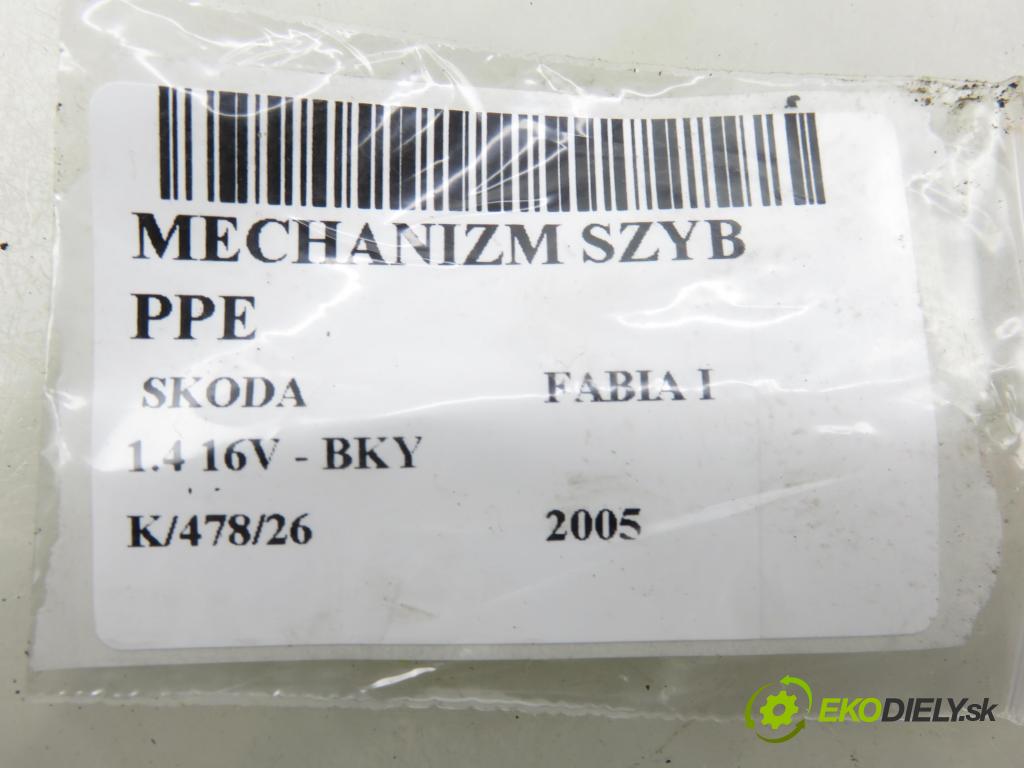 MECHANIZM SZYB
PPE
SKODA FABIA I
1.4 16V - BKY
K/478/26 2005
EKODIELY.sk